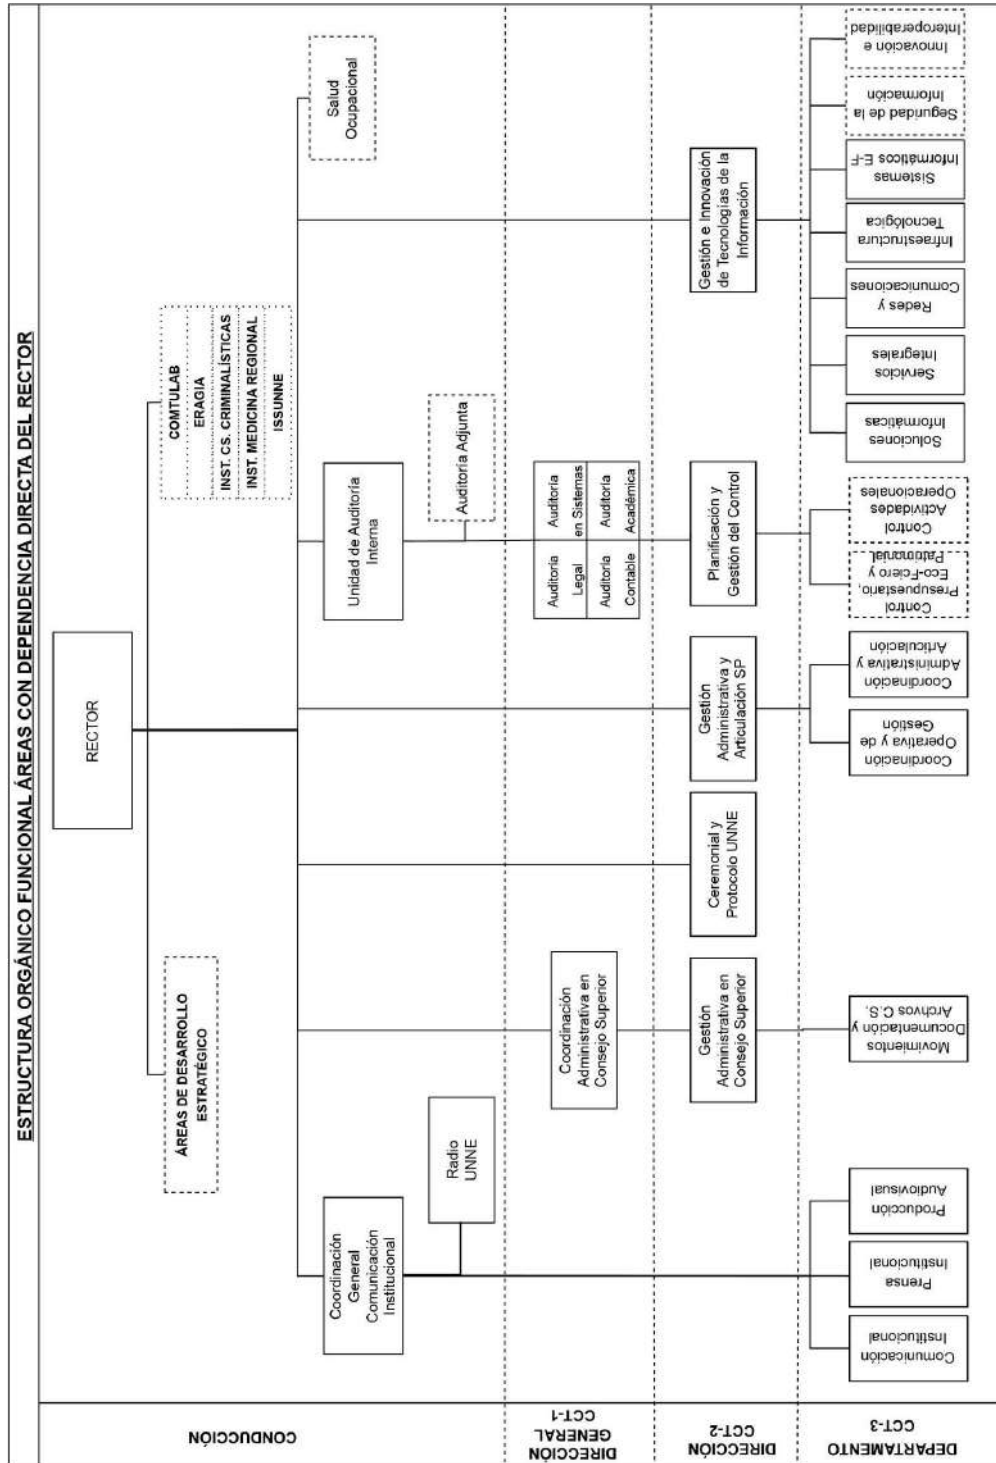 ESTRUCTURA ORGÁNICO FUNCIONAL ÁREAS CON DEPENDENCIA DIRECTA DEL RECTOR
CONDUCCIÓN
RECTOR
ÁREAS DE DESARROLLO
ESTRATÉGICO
COMTULAB
ERAGIA
INST. CS. CRIMINALÍSTICAS
INST. MEDICINA REGIONAL
ISSUNNE
Coordinación
General
Comunicación
Institucional
Unidad de Auditoría
Interna
Salud
Ocupacional
Radio
UNNE
Auditoría Adjunta
DIRECCIÓN
GENERAL
CCT-1
Coordinación
Administrativa en
Consejo Superior
Auditoría
Legal
Auditoría
en Sistemas
Auditoría
Contable
Auditoría
Académica
DIRECCIÓN
CCT-2
Gestión
Administrativa en
Consejo Superior
Ceremonial y
Protocolo UNNE
Gestión
Administrativa y
Articulación SP
Planificación y
Gestión del Control
Gestión e Innovación
de Tecnologías de la
Información
DEPARTAMENTO
CCT-3
Comunicación
Institucional
Prensa
Institucional
Producción
Audiovisual
Movimientos
Documentación y
Archvos C.S.
Coordinación
Operativa y de
Gestión
Coordinación
Administrativa y
Articulación
Control
Presupuestario,
Eco-Fciero y
Patrimonial
Control
Actividades
Operacionales
Soluciones
Informáticas
Servicios
Integrales
Redes y
Comunicaciones
Infraestructura
Tecnológica
Sistemas
Informáticos E-F
Seguridad de la
Información
Innovación e
Interoperabilidad